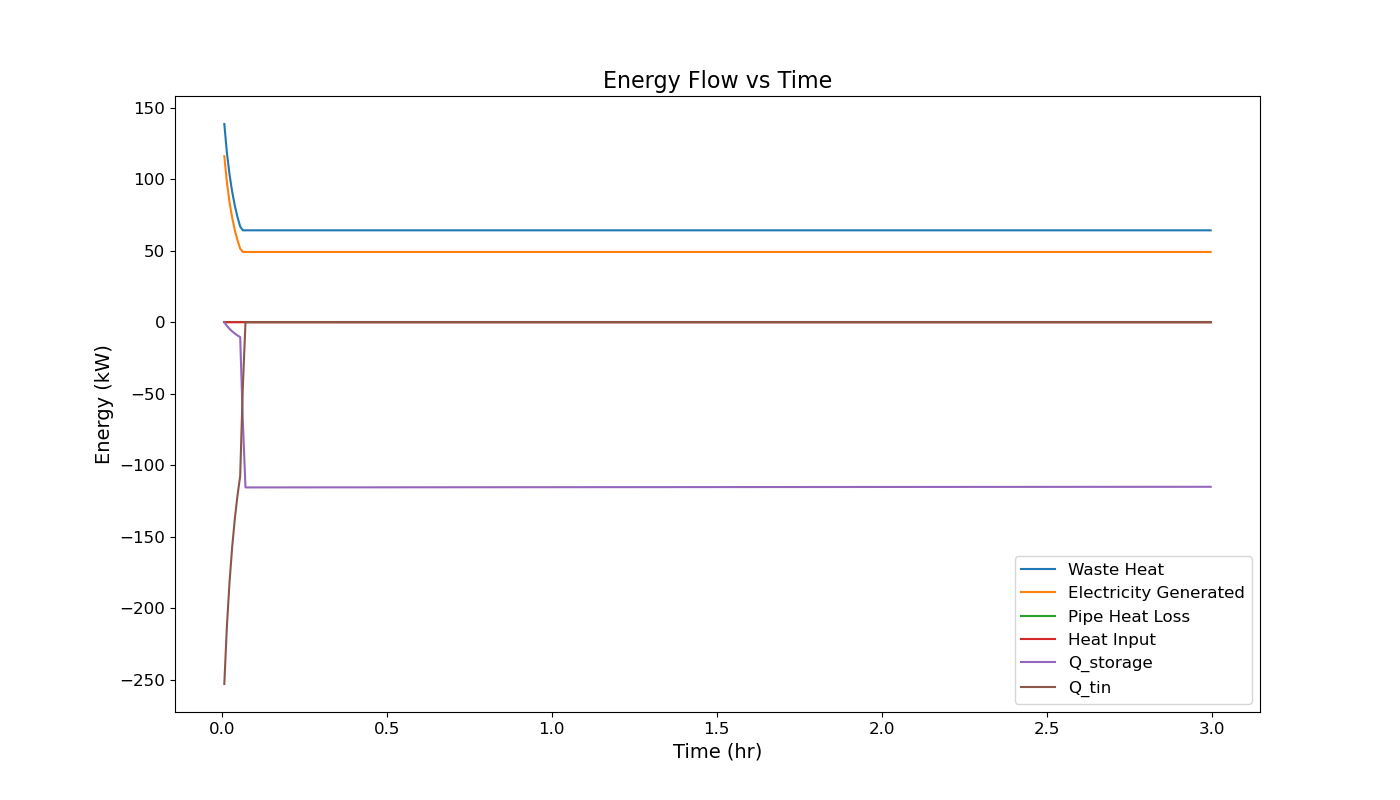 Energy Flow vs Time
150
100
50
0
−50
−100
−150
−200
−250
Energy (kW)
0.0
0.5
1.0
1.5
2.0
2.5
3.0
Time (hr)
Waste Heat
Electricity Generated
Pipe Heat Loss
Heat Input
Q_storage
Q_tin